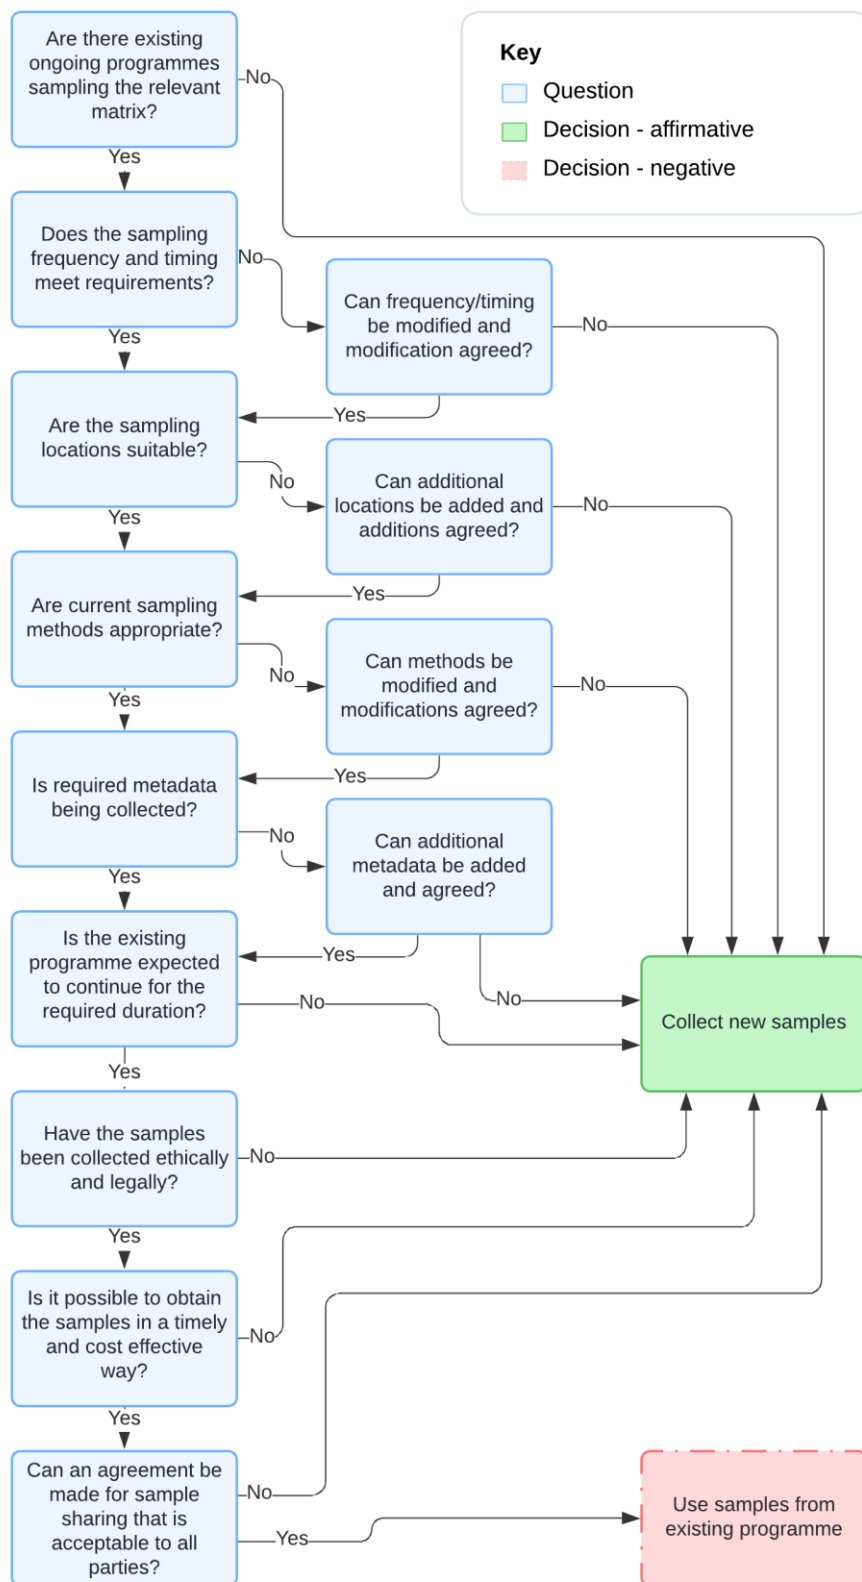 Are there existing
ongoing programmes
sampling the relevant
matrix?
No
Key
Question
Decision - affirmative
Decision - negative
Yes
Does the sampling
frequency and timing
meet requirements?
No
Can frequency/timing
be modified and
modification agreed?
No
Yes
Yes
Are the sampling
locations suitable?
No
Can additional
locations be added and
additions agreed?
No
Yes
Yes
Are current sampling
methods appropriate?
No
Can methods be
modified and
modifications agreed?
No
Yes
Yes
Is required metadata
being collected?
No
Can additional
metadata be added
and agreed?
Yes
Yes
No
Is the existing
programme expected
to continue for the
required duration?
No
Collect new samples
Yes
Have the samples
been collected ethically
and legally?
No
Yes
Is it possible to obtain
the samples in a timely
and cost effective
way?
No
Yes
Can an agreement be
made for sample
sharing that is
acceptable to all
parties?
No
Yes
Use samples from
existing programme